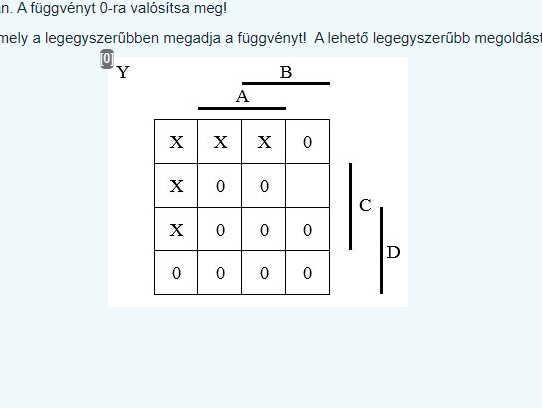 n. A függvényt 0-ra valósítsa meg!
mely a legegyszerűbben megadja a függvényt! A lehető legegyszerűbb megoldást
0
Y
B
A
X X X 0
X 0 0
C
X 0 0 0
D
0 0 0 0